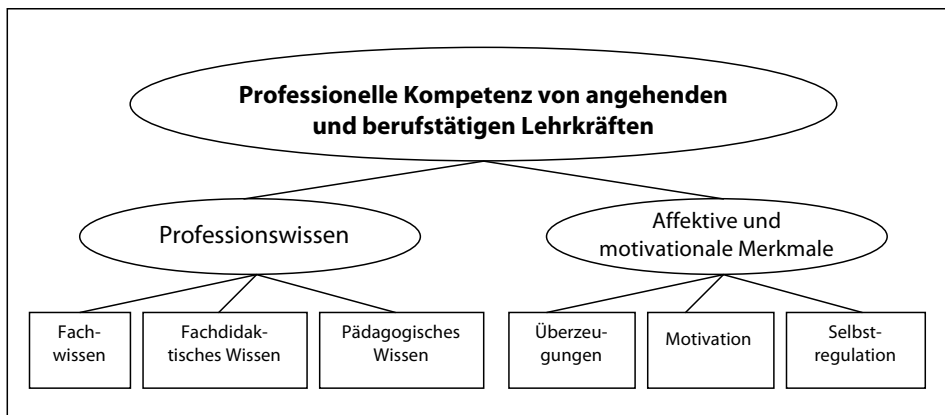 Professionelle Kompetenz von angehenden
und berufstätigen Lehrkräften
Professionswissen
Affektive und
motivationale Merkmale
Fach-
wissen
Fachdidak-
tisches Wissen
Pädagogisches
Wissen
Überzeu-
gungen
Motivation
Selbst-
regulation